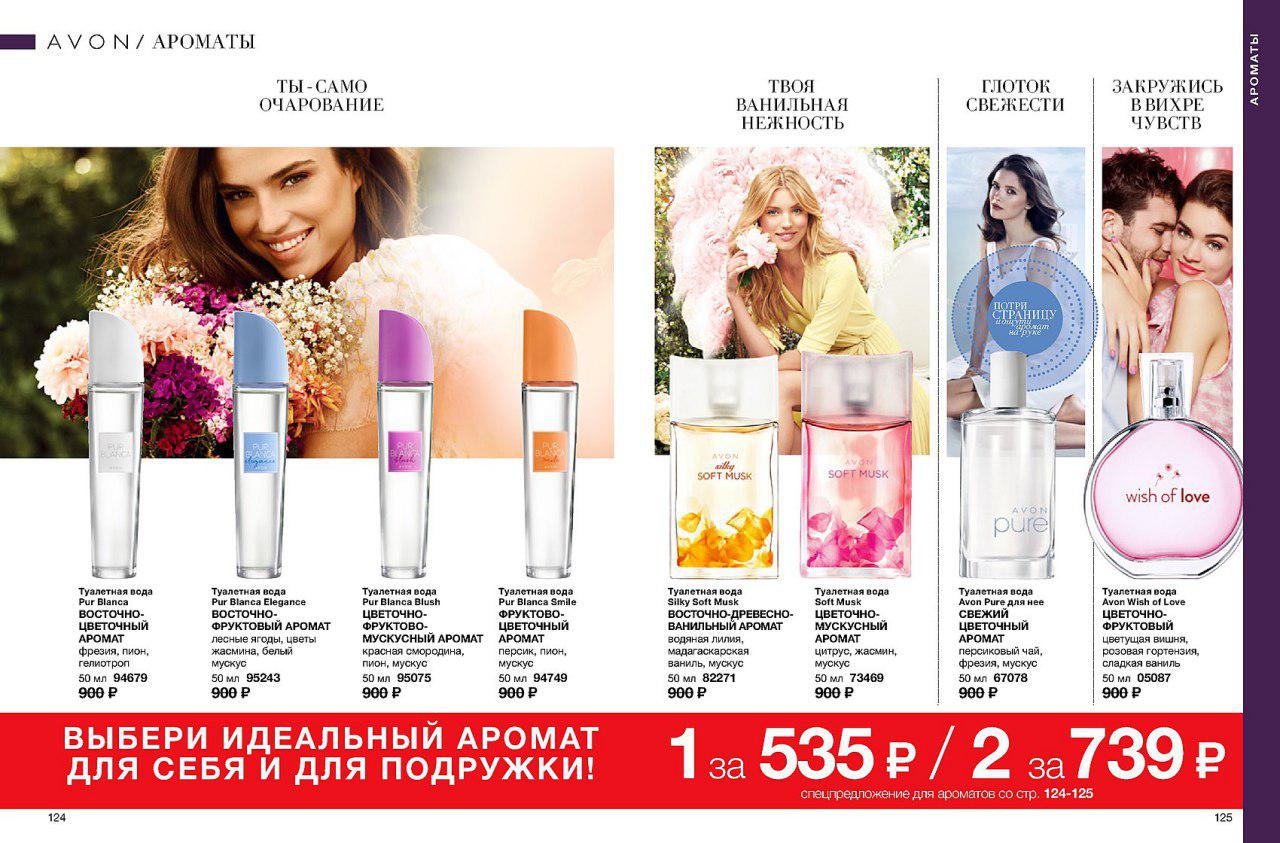 AVON / АРОМАТЫ
ТЫ - САМО
ОЧАРОВАНИЕ
PUR
BLANCA
AVON
PUR
BLANCA
elegance
AVON
PUR
BLANCA
blush
AVON
PUR
BLANCA
smile
AVON
Туалетная вода
Pur Blanca
ВОСТОЧНО-
ЦВЕТОЧНЫЙ
АРОМАТ
фрезия, пион,
гелиотроп
50 мл 94679
900 ₽
Туалетная вода
Pur Blanca Elegance
ВОСТОЧНО-
ФРУКТОВЫЙ АРОМАТ
лесные ягоды, цветы
жасмина, белый
мускус
50 мл 95243
900 ₽
Туалетная вода
Pur Blanca Blush
ЦВЕТОЧНО-
ФРУКТОВО-
МУСКУСНЫЙ АРОМАТ
красная смородина,
пион, мускус
50 мл 95075
900 ₽
Туалетная вода
Pur Blanca Smile
ФРУКТОВО-
ЦВЕТОЧНЫЙ
АРОМАТ
персик, пион,
мускус
50 мл 94749
900 ₽
ТВОЯ
ВАНИЛЬНАЯ
НЕЖНОСТЬ
AVON
silky
SOFT MUSK
AVON
SOFT MUSK
Туалетная вода
Silky Soft Musk
ВОСТОЧНО-ДРЕВЕСНО-
ВАНИЛЬНЫЙ АРОМАТ
водяная лилия,
мадагаскарская
ваниль, мускус
50 мл 82271
900 ₽
Туалетная вода
Soft Musk
ЦВЕТОЧНО-
МУСКУСНЫЙ
АРОМАТ
цитрус, жасмин,
мускус
50 мл 73469
900 ₽
ГЛОТОК
СВЕЖЕСТИ
ПОТРИ
СТРАНИЦУ
и ощути
аромат
на руке
AVON
pure
Туалетная вода
Avon Pure для нее
СВЕЖИЙ
ЦВЕТОЧНЫЙ
АРОМАТ
персиковый чай,
фрезия, мускус
50 мл 67078
900 ₽
ЗАКРУЖИСЬ
В ВИХРЕ
ЧУВСТВ
wish of love
Туалетная вода
Avon Wish of Love
ЦВЕТОЧНО-
ФРУКТОВЫЙ
цветущая вишня,
розовая гортензия,
сладкая ваниль
50 мл 05087
900 ₽
АРОМАТЫ
ВЫБЕРИ ИДЕАЛЬНЫЙ АРОМАТ
ДЛЯ СЕБЯ И ДЛЯ ПОДРУЖКИ!
1 за 535 ₽ / 2 за 739 ₽
спецпредложение для ароматов со стр. 124-125
124
125